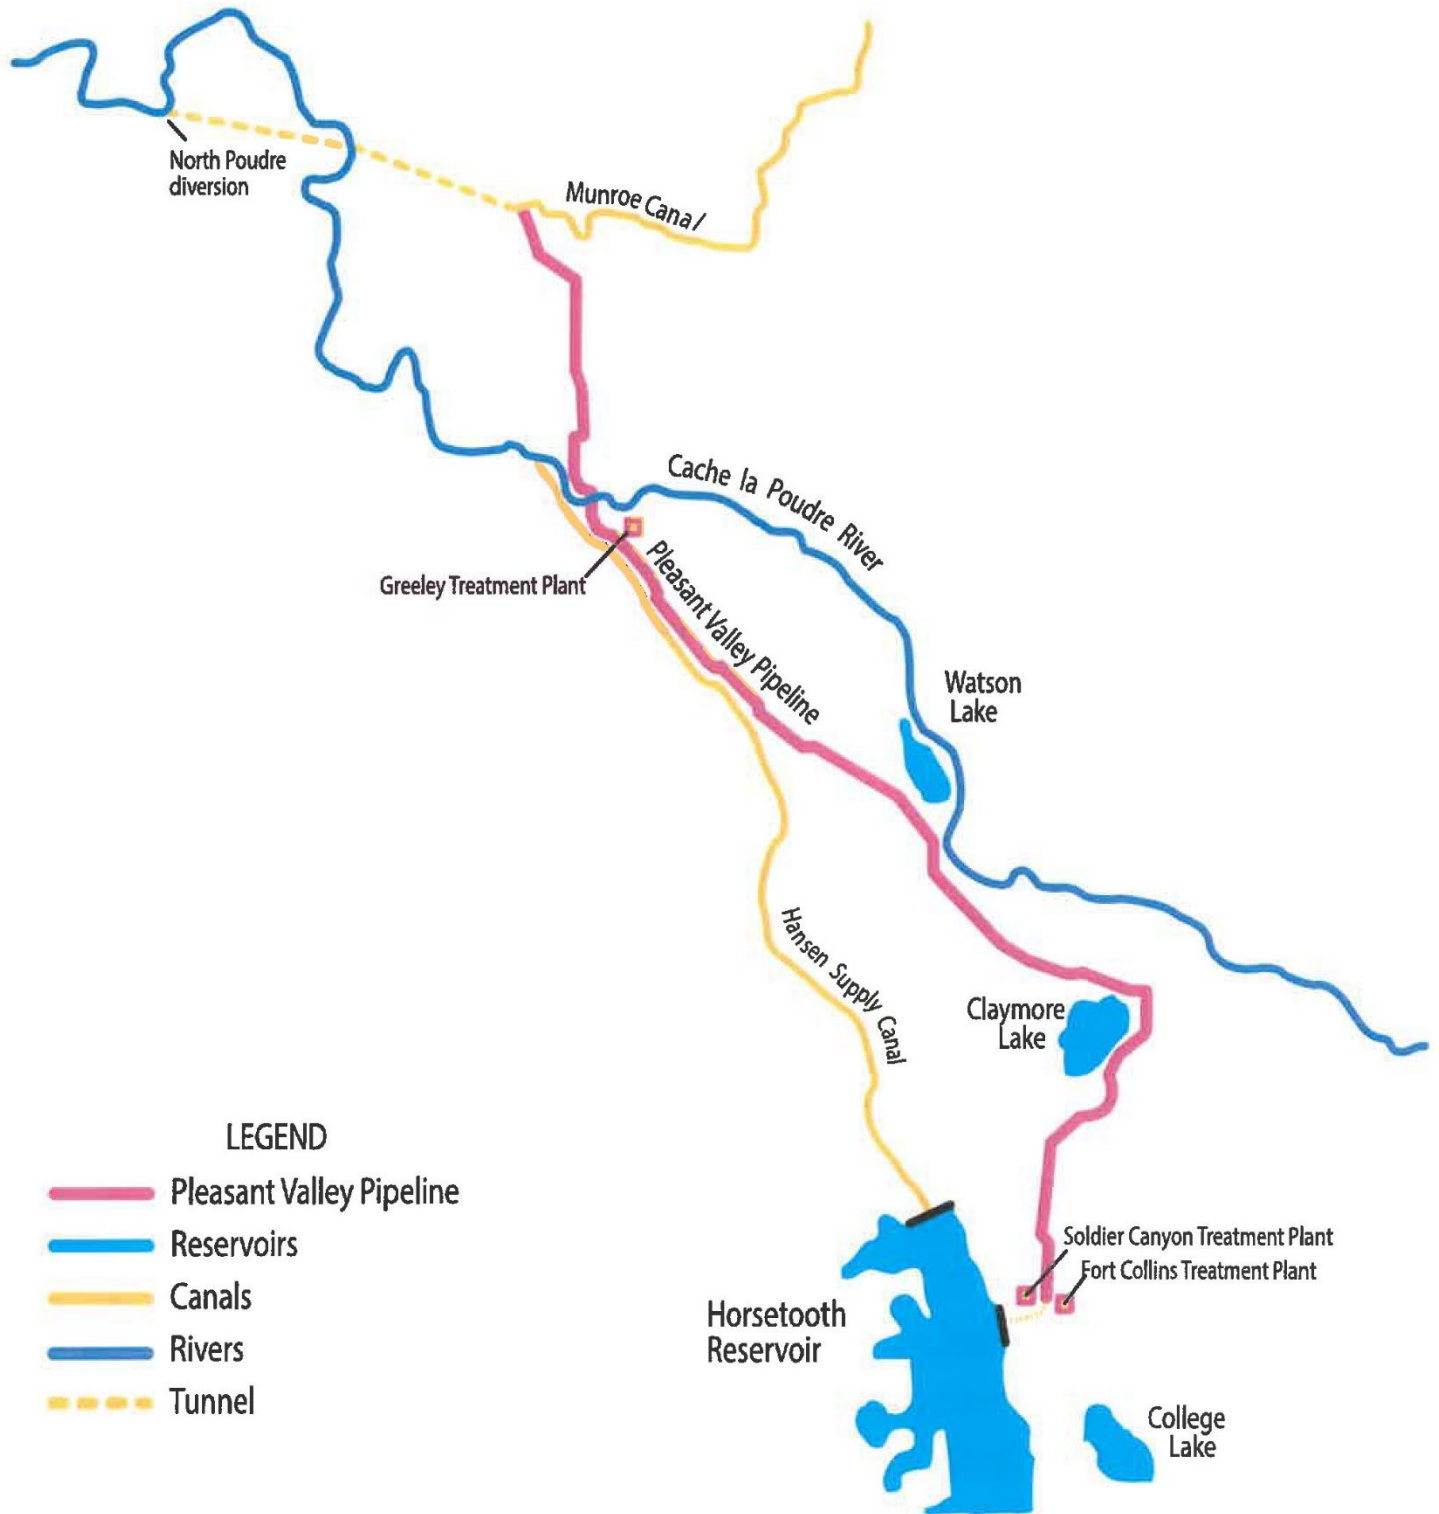 North Poudre
diversion
Munroe Canal
Cache la Poudre River
Greeley Treatment Plant
Pleasant Valley Pipeline
Watson
Lake
Hansen Supply Canal
Claymore
Lake
LEGEND
Pleasant Valley Pipeline
Reservoirs
Canals
Rivers
Tunnel
Soldier Canyon Treatment Plant
Fort Collins Treatment Plant
Horsetooth
Reservoir
College
Lake